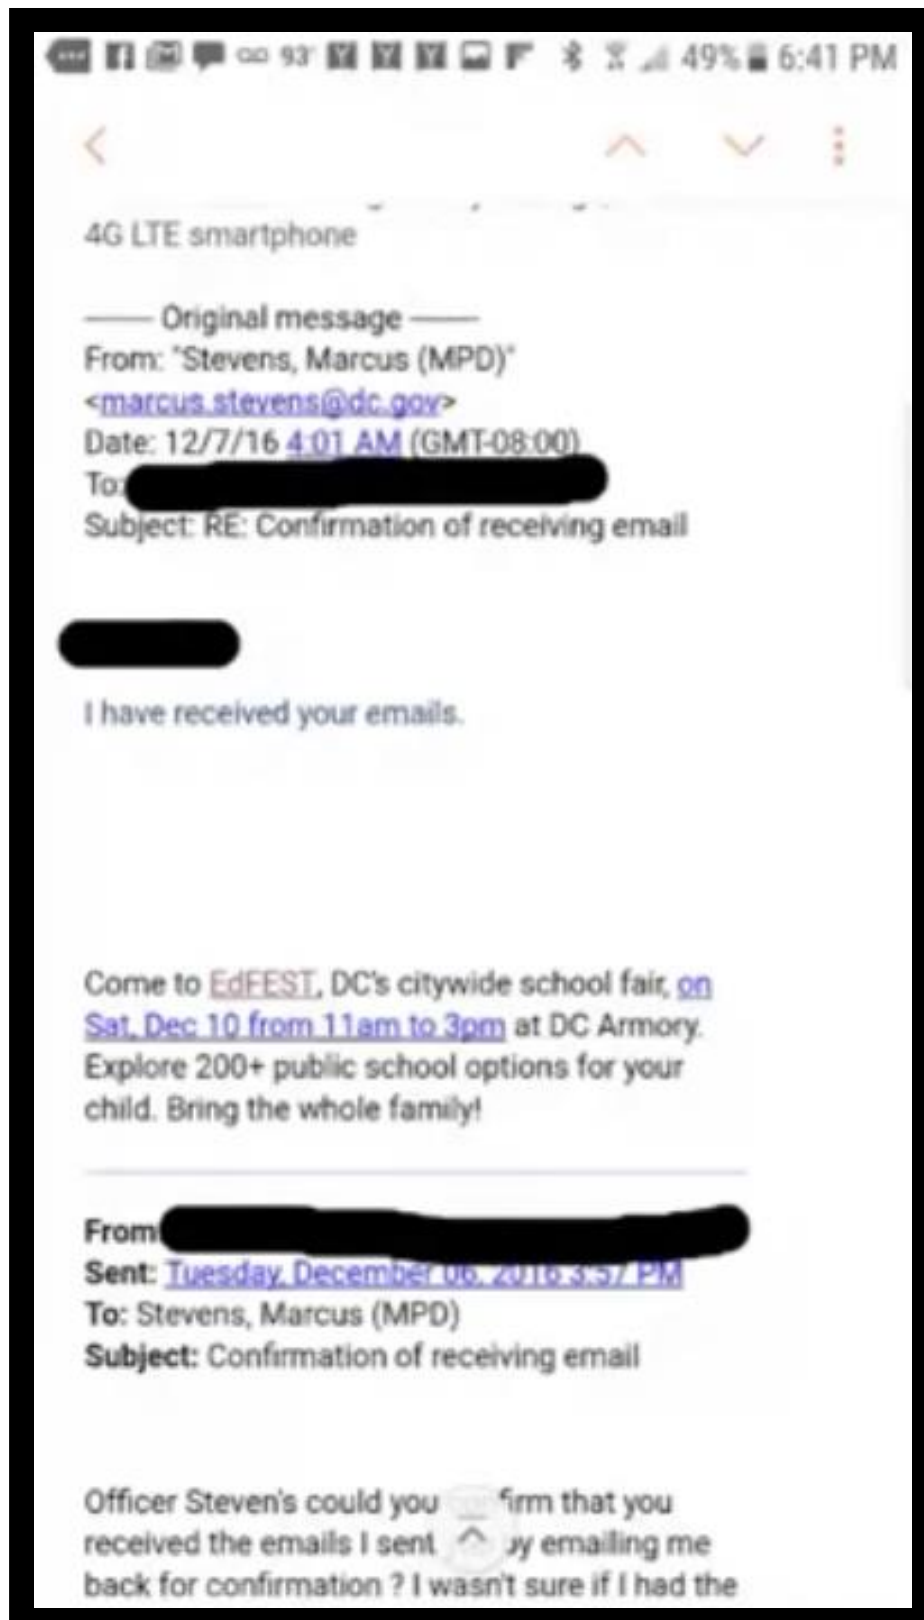 93° 49% 6:41 PM
4G LTE smartphone
Original message
From: "Stevens, Marcus (MPD)"
<marcus.stevens@dc.gov>
Date: 12/7/16 4:01 AM (GMT-08:00)
To:
Subject: RE: Confirmation of receiving email
I have received your emails.
Come to EdFEST, DC's citywide school fair, on
Sat, Dec 10 from 11am to 3pm at DC Armory.
Explore 200+ public school options for your
child. Bring the whole family!
From
Sent: Tuesday, December 06, 2016 3:57 PM
To: Stevens, Marcus (MPD)
Subject: Confirmation of receiving email
Officer Steven's could you firm that you
received the emails I sent by emailing me
back for confirmation ? I wasn't sure if I had the